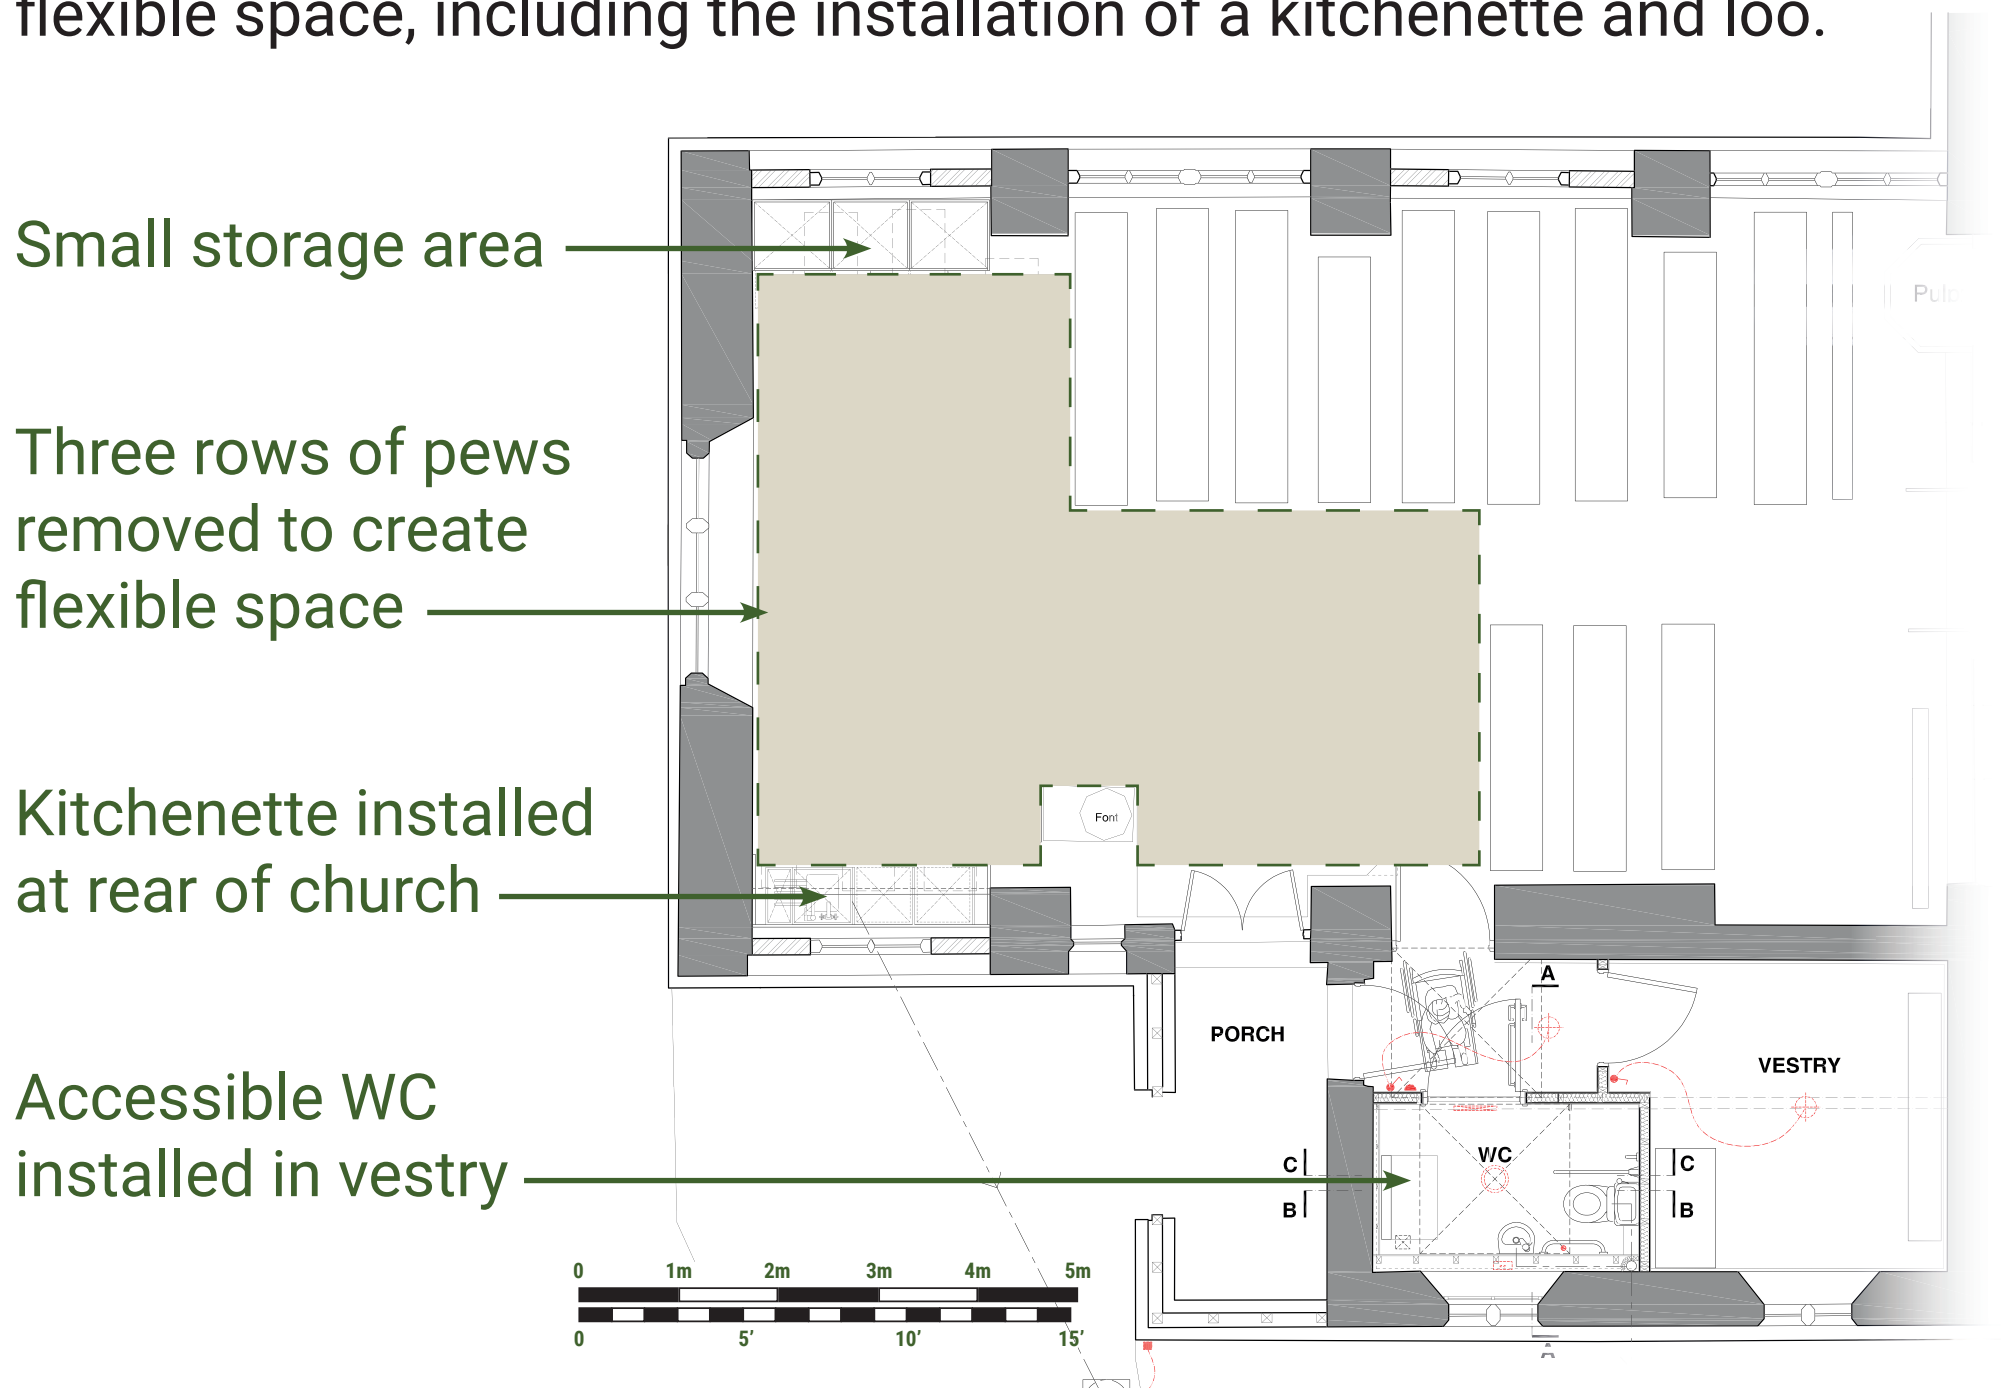 flexible space, including the installation of a kitchenette and loo.
Small storage area
Three rows of pews
removed to create
flexible space
Kitchenette installed
at rear of church
Accessible WC
installed in vestry
Font
PORCH
VESTRY
WC
A
C
C
B
B
A
0 1m 2m 3m 4m 5m
0 5’ 10’ 15’